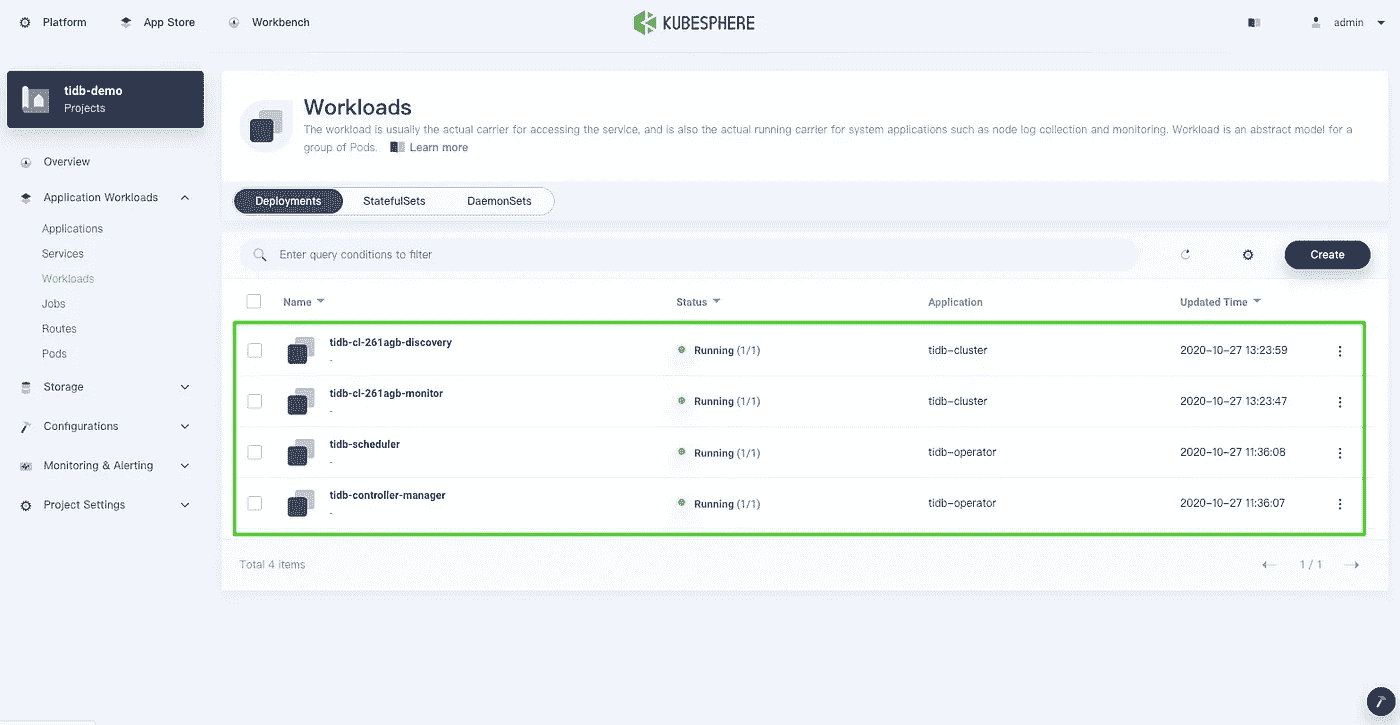 Platform
App Store
Workbench
KUBESPHERE
admin
tidb-demo
Projects
Overview
Application Workloads
Applications
Services
Workloads
Jobs
Routes
Pods
Storage
Configurations
Monitoring & Alerting
Project Settings
Workloads
The workload is usually the actual carrier for accessing the service, and is also the actual running carrier for system applications such as node log collection and monitoring. Workload is an abstract model for a
group of Pods. Learn more
Deployments StatefulSets DaemonSets
Enter query conditions to filter
Create
Name Status Application Updated Time
tidb-cl-261agb-discovery
-
Running (1/1) tidb-cluster 2020-10-27 13:23:59
tidb-cl-261agb-monitor
-
Running (1/1) tidb-cluster 2020-10-27 13:23:47
tidb-scheduler
-
Running (1/1) tidb-operator 2020-10-27 11:36:08
tidb-controller-manager
-
Running (1/1) tidb-operator 2020-10-27 11:36:07
Total 4 items
1 / 1